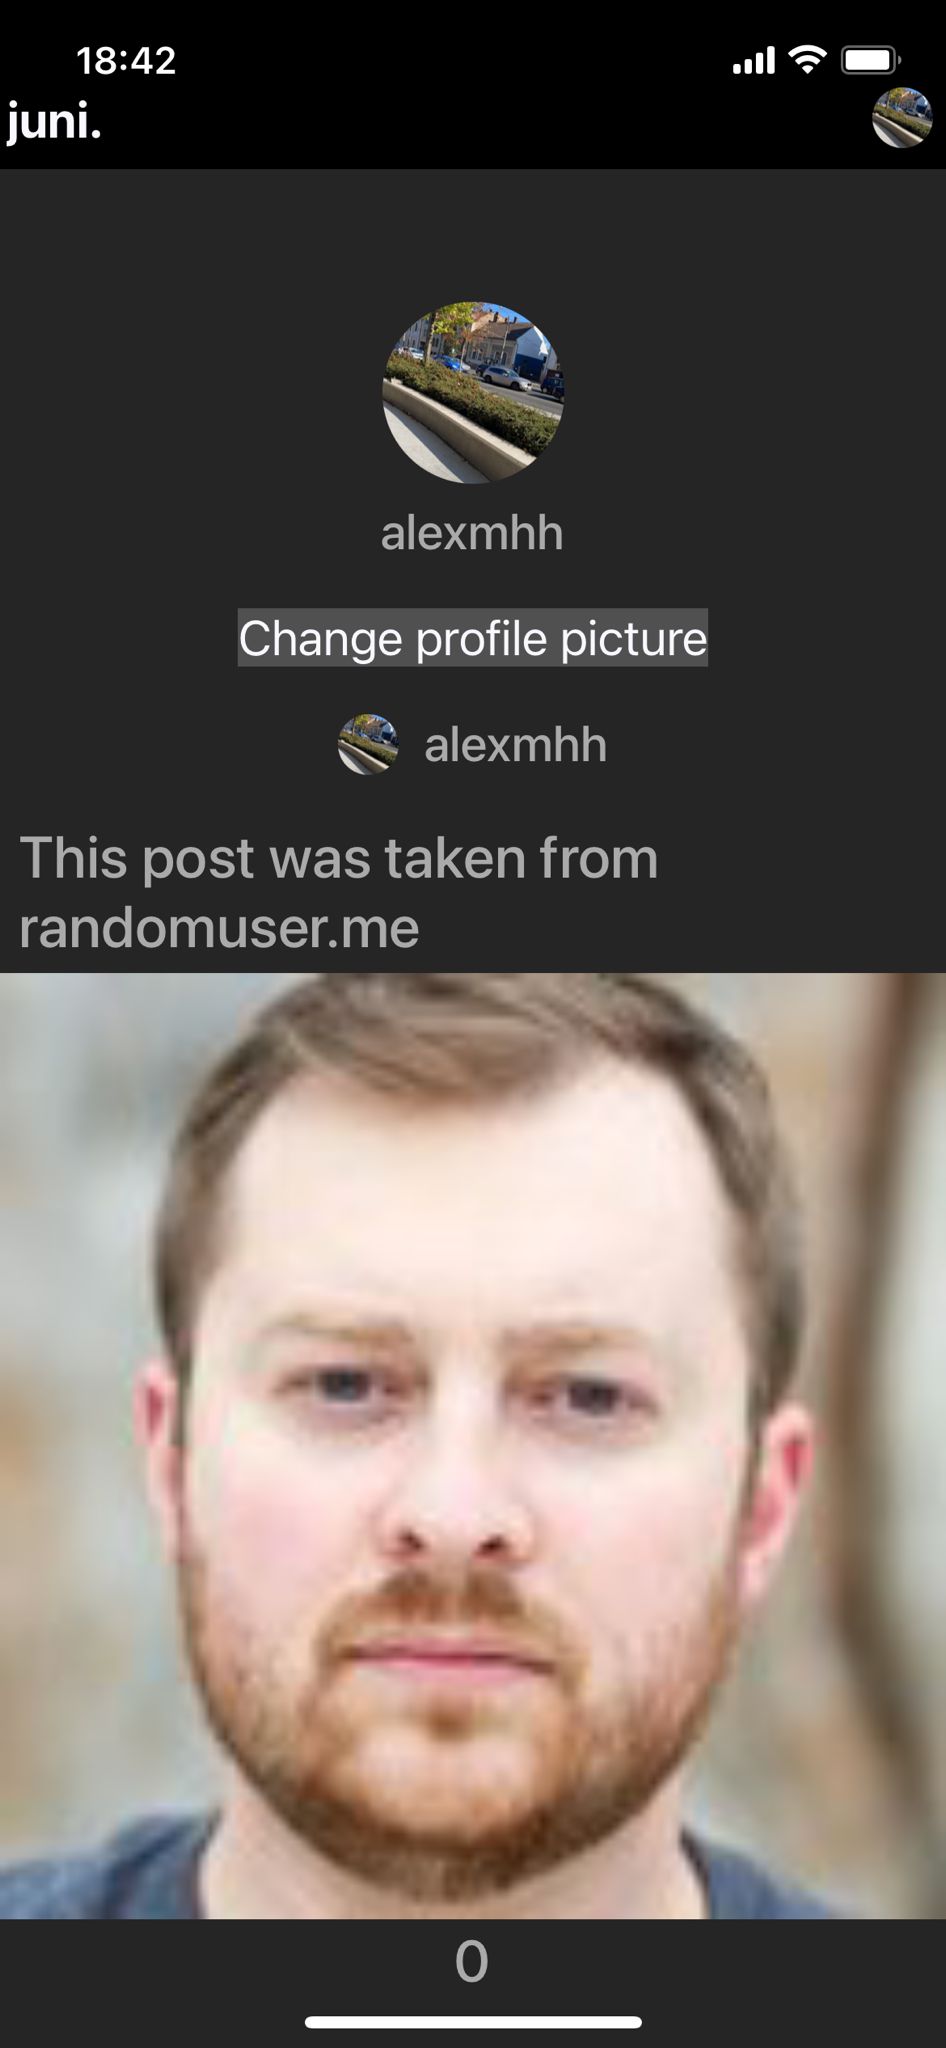 18:42
juni.
alexmhh
Change profile picture
alexmhh
This post was taken from
randomuser.me
0